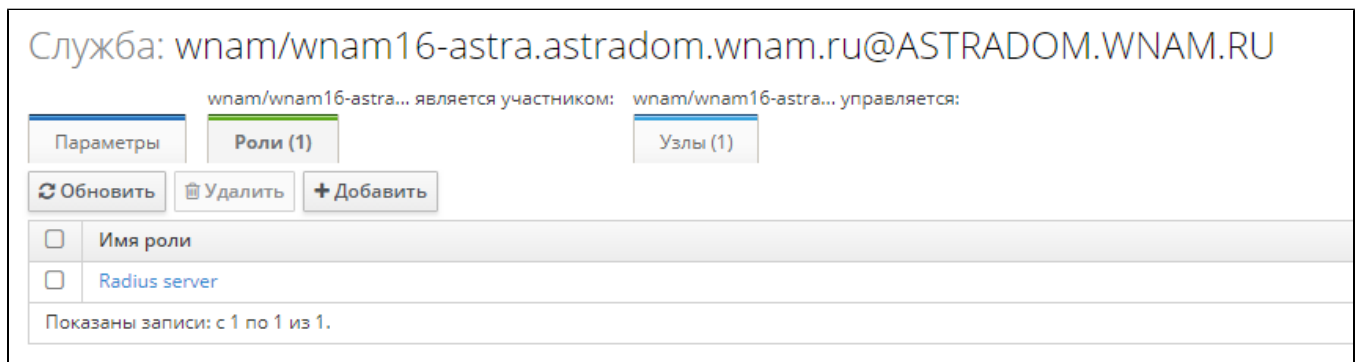 Служба: wnam/wnam16-astra.astradom.wnam.ru@ASTRADOM.WNAM.RU
wnam/wnam16-astra... является участником: wnam/wnam16-astra... управляется:
Параметры Роли (1) Узлы (1)
Обновить Удалить Добавить
Имя роли
Radius server
Показаны записи: с 1 по 1 из 1.